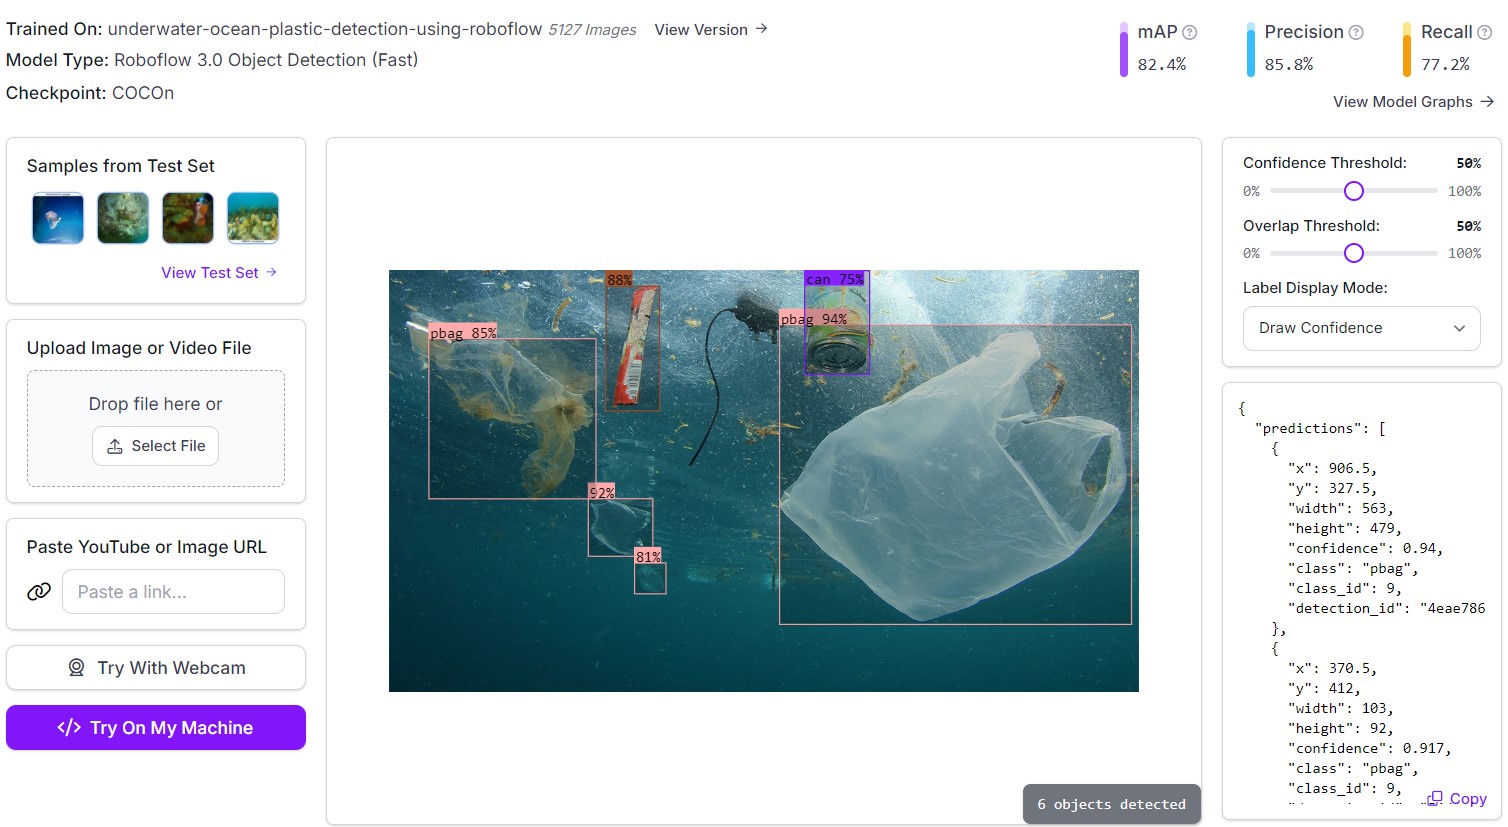 Trained On: underwater-ocean-plastic-detection-using-roboflow 5127 Images View Version →
Model Type: Roboflow 3.0 Object Detection (Fast)
Checkpoint: COCOn
mAP
82.4%
Precision
85.8%
Recall
77.2%
View Model Graphs →
Samples from Test Set
View Test Set →
Upload Image or Video File
Drop file here or
Select File
Paste YouTube or Image URL
Paste a link...
Try With Webcam
</> Try On My Machine
88%
can 75%
pbag 94%
pbag 85%
92%
81%
6 objects detected
Confidence Threshold: 50%
0% 100%
Overlap Threshold: 50%
0% 100%
Label Display Mode:
Draw Confidence
{
"predictions": [
{
"x": 906.5,
"y": 327.5,
"width": 563,
"height": 479,
"confidence": 0.94,
"class": "pbag",
"class_id": 9,
"detection_id": "4eae786
},
{
"x": 370.5,
"y": 412,
"width": 103,
"height": 92,
"confidence": 0.917,
"class": "pbag",
"class_id": 9,
Copy